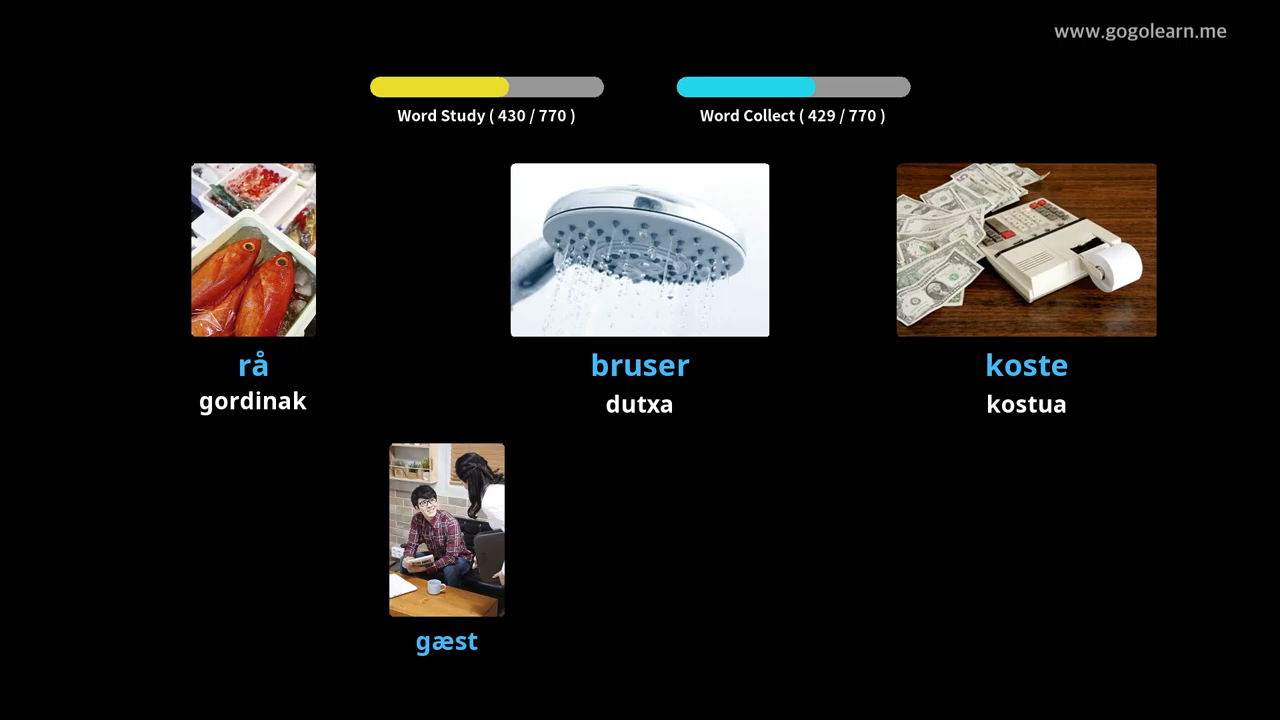 www.gogolearn.me
Word Study ( 430 / 770 )
Word Collect ( 429 / 770 )
rå
gordinak
bruser
dutxa
koste
kostua
gæst